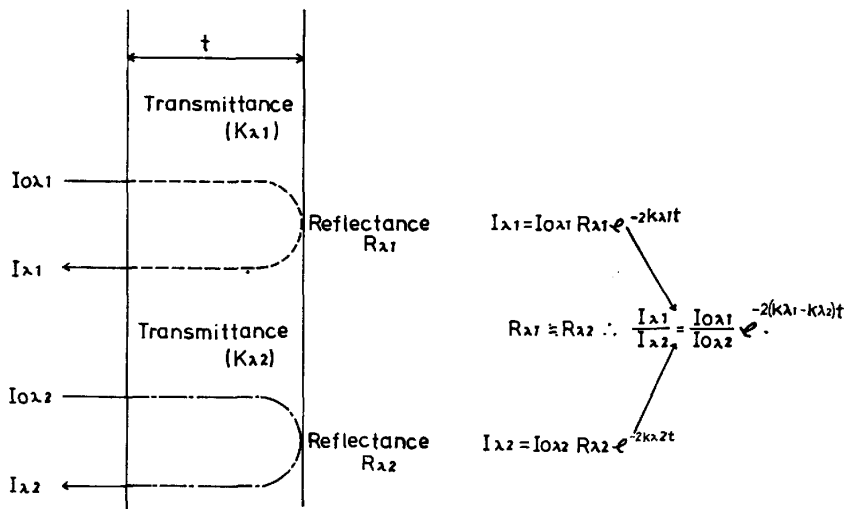 t
Transmittance
(Kλ1)
Ioλ1
Reflectance
Rλ1
Iλ1
Iλ1=Ioλ1 Rλ1 e^-2kλ1t
Rλ1≒Rλ2 ∴ Iλ1/Iλ2 = Ioλ1/Ioλ2 e^-2(kλ1-kλ2)t.
Transmittance
(Kλ2)
Ioλ2
Reflectance
Rλ2
Iλ2
Iλ2=Ioλ2 Rλ2 e^-2kλ2t